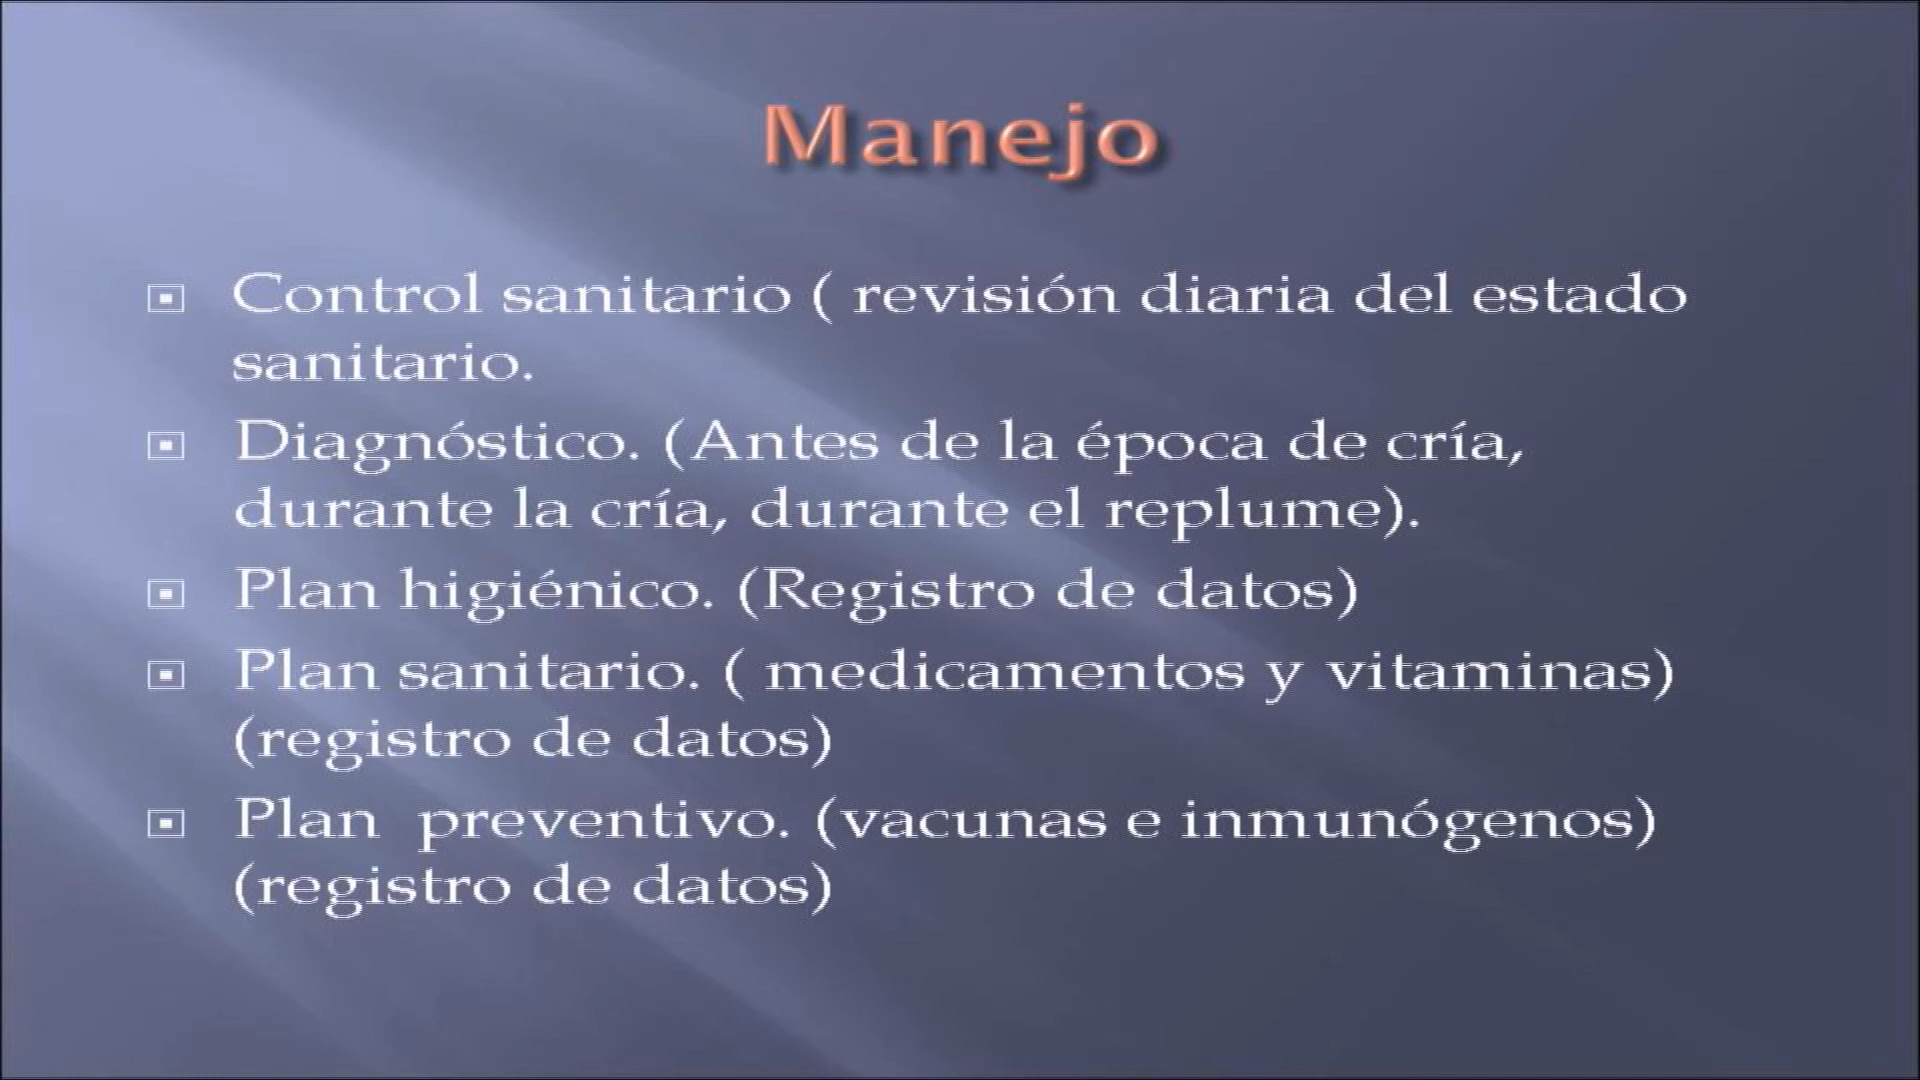 Manejo
Control sanitario ( revisión diaria del estado
sanitario.
Diagnóstico. (Antes de la época de cría,
durante la cría, durante el replume).
Plan higiénico. (Registro de datos)
Plan sanitario. ( medicamentos y vitaminas)
(registro de datos)
Plan  preventivo. (vacunas e inmunógenos)
(registro de datos)